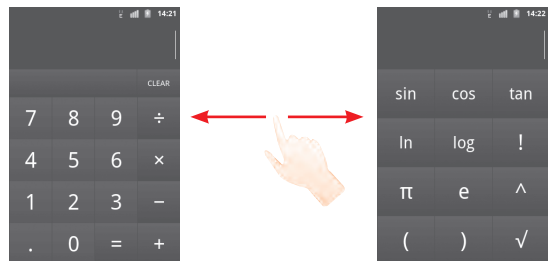 14:21
CLEAR
7 8 9 ÷
4 5 6 ×
1 2 3 −
. 0 = +
14:22
sin cos tan
ln log !
π e ^
( ) √